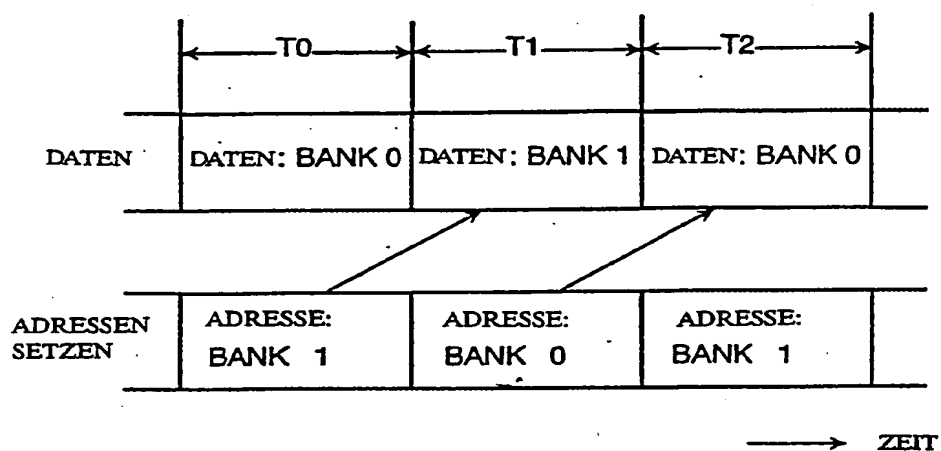 T0 T1 T2
DATEN DATEN: BANK 0 DATEN: BANK 1 DATEN: BANK 0
ADRESSEN SETZEN
ADRESSE: BANK 1
ADRESSE: BANK 0
ADRESSE: BANK 1
ZEIT